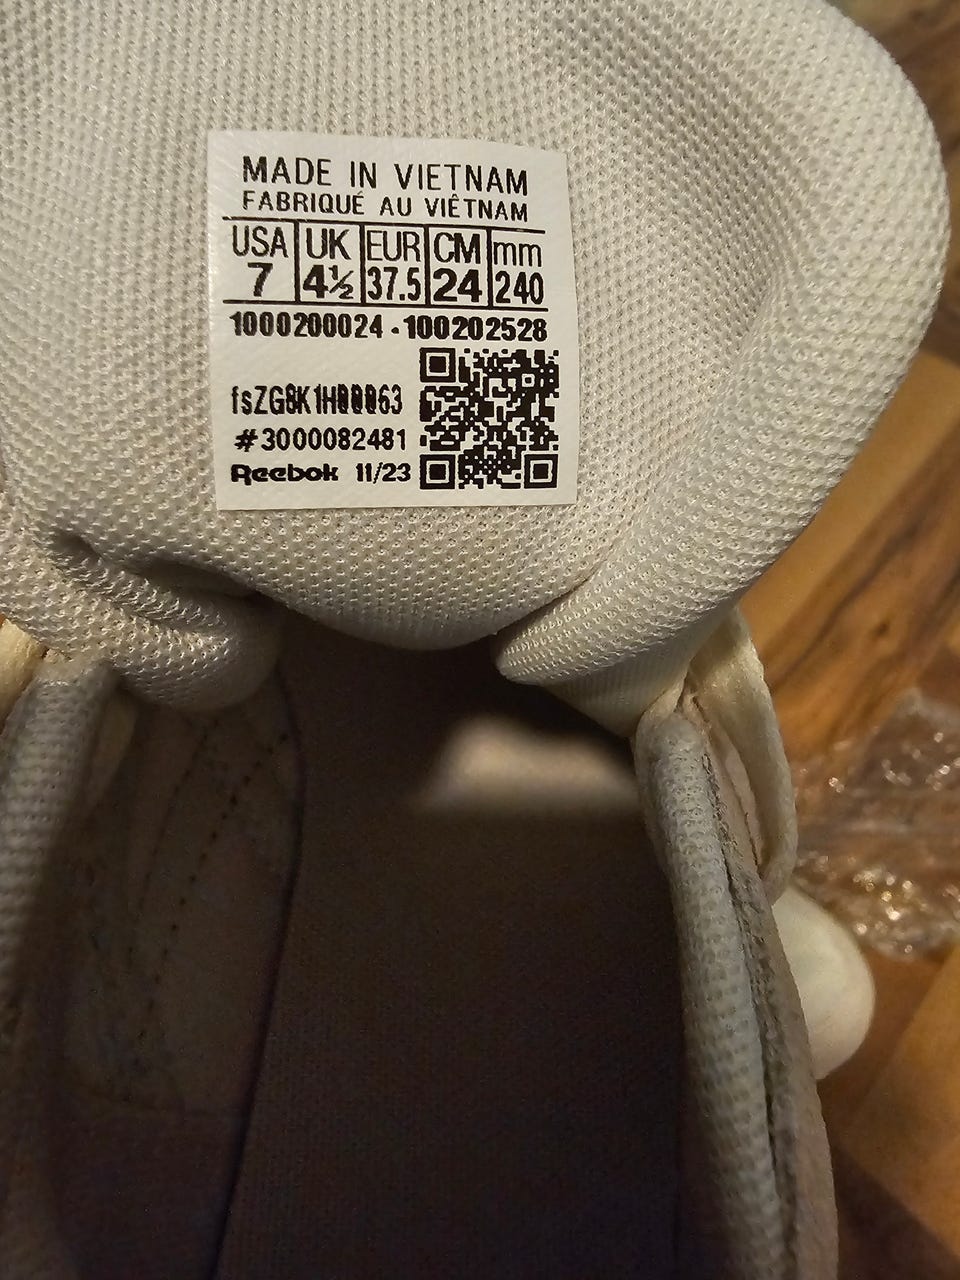 MADE IN VIETNAM
FABRIQUÉ AU VIÊTNAM
USA UK EUR CM mm
7 4½ 37.5 24 240
1000200024 - 100202528
#3000082481
Reebok 11/23